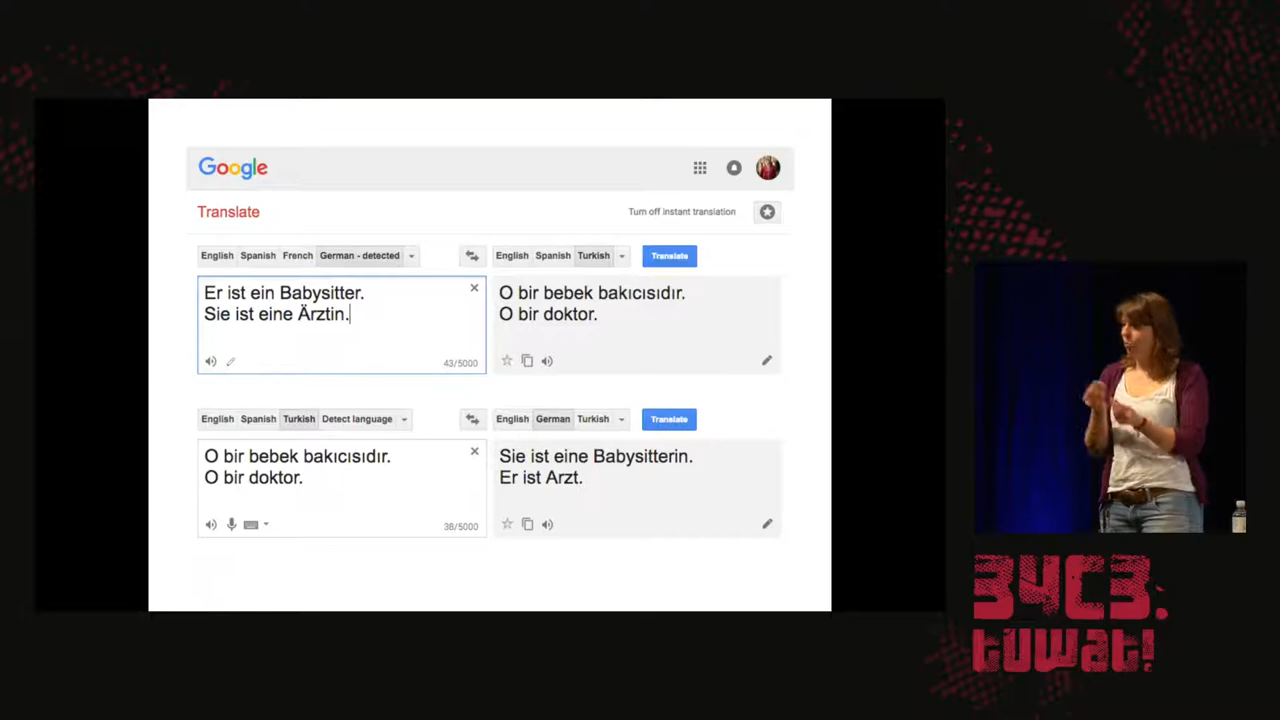 Google
Translate
Turn off instant translation
English Spanish French German - detected
English Spanish Turkish Translate
Er ist ein Babysitter.
Sie ist eine Ärztin.
43/5000
O bir bebek bakıcısıdır.
O bir doktor.
English Spanish Turkish Detect language
English German Turkish Translate
O bir bebek bakıcısıdır.
O bir doktor.
38/5000
Sie ist eine Babysitterin.
Er ist Arzt.
34C3.
tuwat!